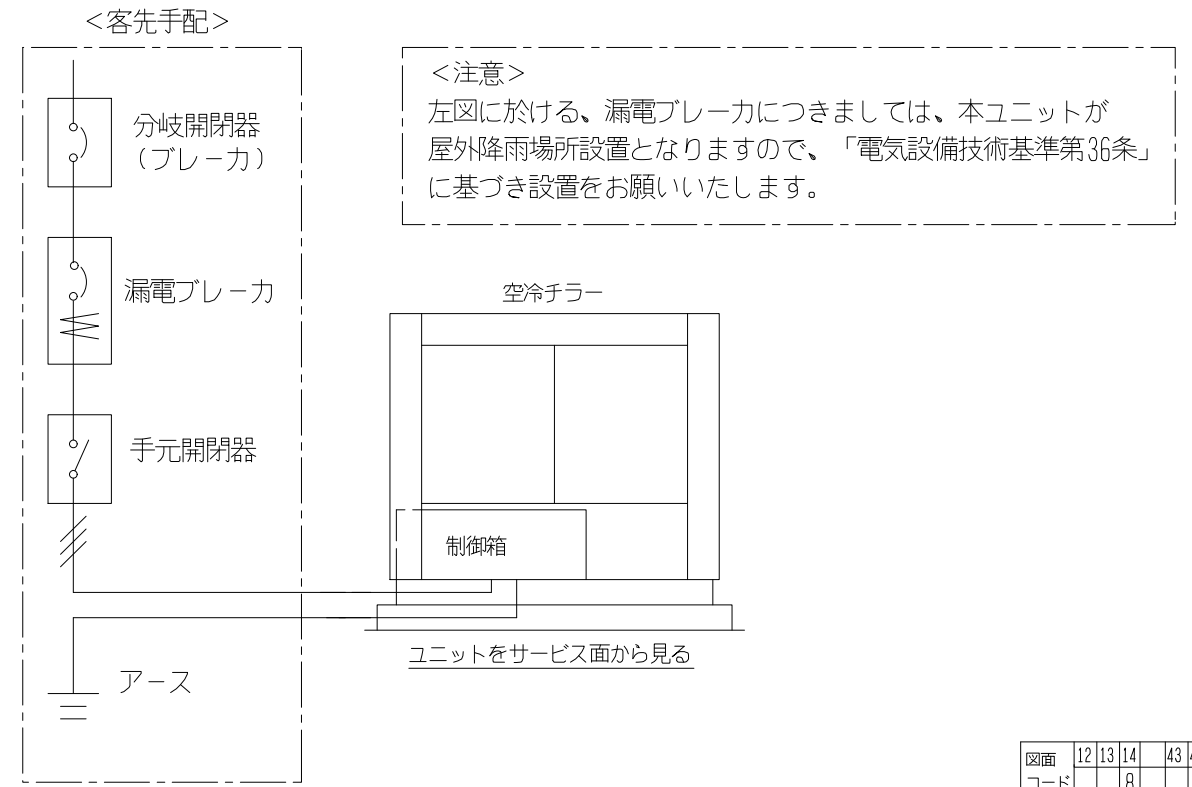 ＜客先手配＞
分岐開閉器
（ブレーカ）
漏電ブレーカ
手元開閉器
アース
＜注意＞
左図に於ける、漏電ブレーカにつきましては、本ユニットが
屋外降雨場所設置となりますので、「電気設備技術基準第36条」
に基づき設置をお願いいたします。
空冷チラー
制御箱
ユニットをサービス面から見る
図面 12 13 14 43
コード 8